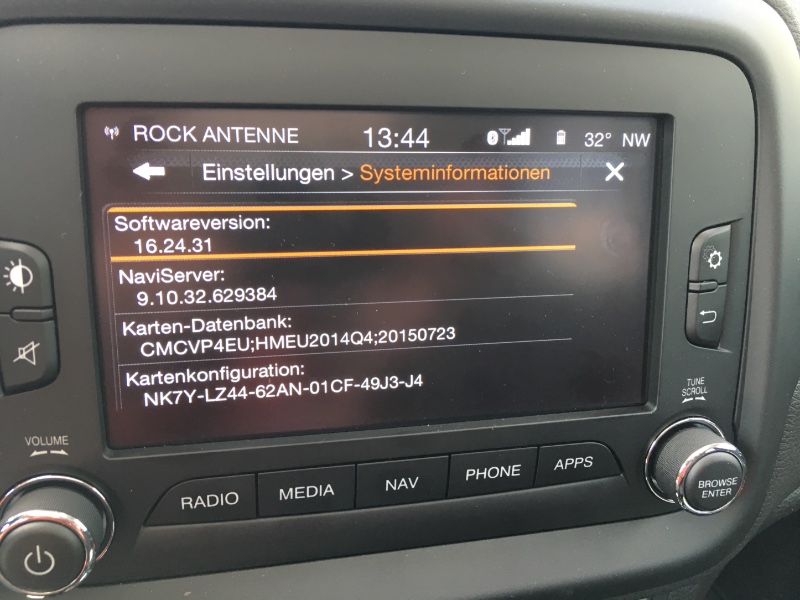 ROCK ANTENNE 13:44 32° NW
Einstellungen > Systeminformationen
Softwareversion:
16.24.31
NaviServer:
9.10.32.629384
Karten-Datenbank:
CMCVP4EU;HMEU2014Q4;20150723
Kartenkonfiguration:
NK7Y-LZ44-62AN-01CF-49J3-J4
TUNE
SCROLL
VOLUME
RADIO MEDIA NAV PHONE APPS
BROWSE
ENTER